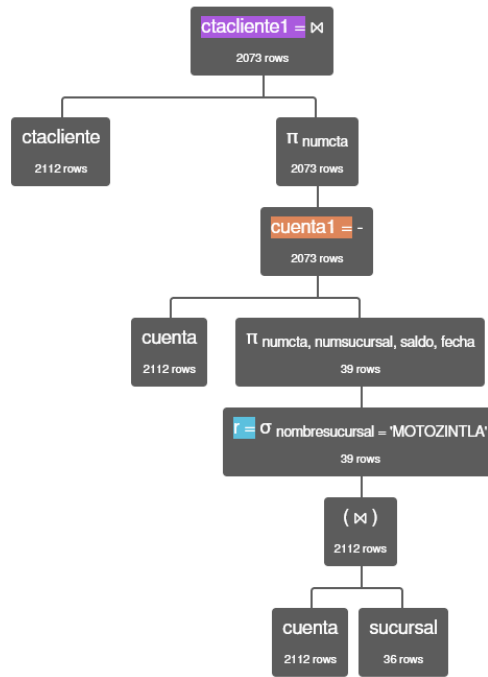 ctacliente1 = ⋈
2073 rows
ctacliente
2112 rows
π numcta
2073 rows
cuenta1 = -
2073 rows
cuenta
2112 rows
π numcta, numsucursal, saldo, fecha
39 rows
r = σ nombresucursal = 'MOTOZINTLA'
39 rows
( ⋈ )
2112 rows
cuenta
2112 rows
sucursal
36 rows